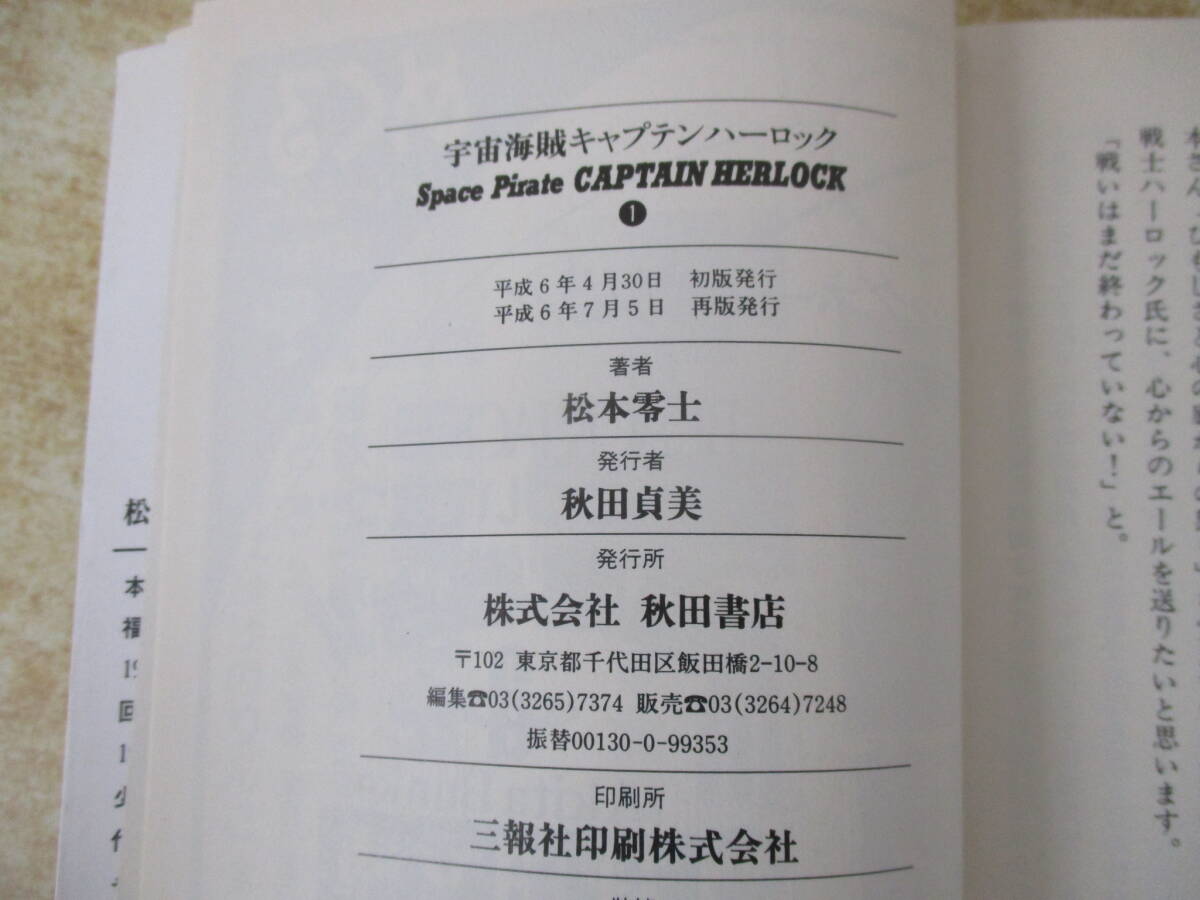 宇宙海賊キャプテンハーロック
Space Pirate CAPTAIN HERLOCK
❶
平成6年4月30日　初版発行
平成6年7月5日　再版発行
著者
松本零士
発行者
秋田貞美
発行所
株式会社 秋田書店
〒102 東京都千代田区飯田橋2-10-8
編集☎03(3265)7374 販売☎03(3264)7248
振替00130-0-99353
印刷所
三報社印刷株式会社
戦士ハーロック氏に、心からのエールを送りたいと思います。
「戦いはまだ終わっていない！」と。
松
本
福
回